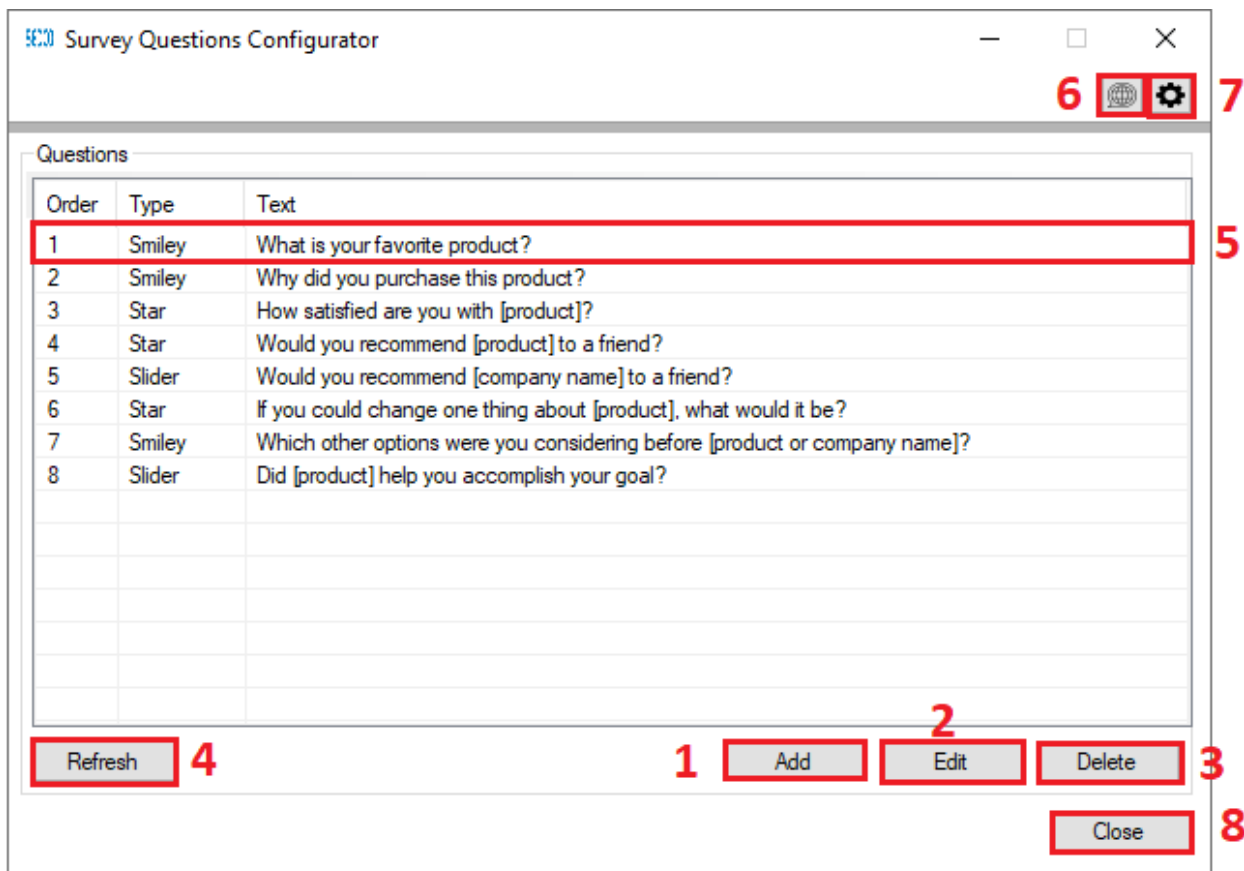 Survey Questions Configurator
6 7
Questions
Order Type Text
1 Smiley What is your favorite product? 5
2 Smiley Why did you purchase this product?
3 Star How satisfied are you with [product]?
4 Star Would you recommend [product] to a friend?
5 Slider Would you recommend [company name] to a friend?
6 Star If you could change one thing about [product], what would it be?
7 Smiley Which other options were you considering before [product or company name]?
8 Slider Did [product] help you accomplish your goal?
2
Refresh 4 1 Add Edit Delete 3
Close 8